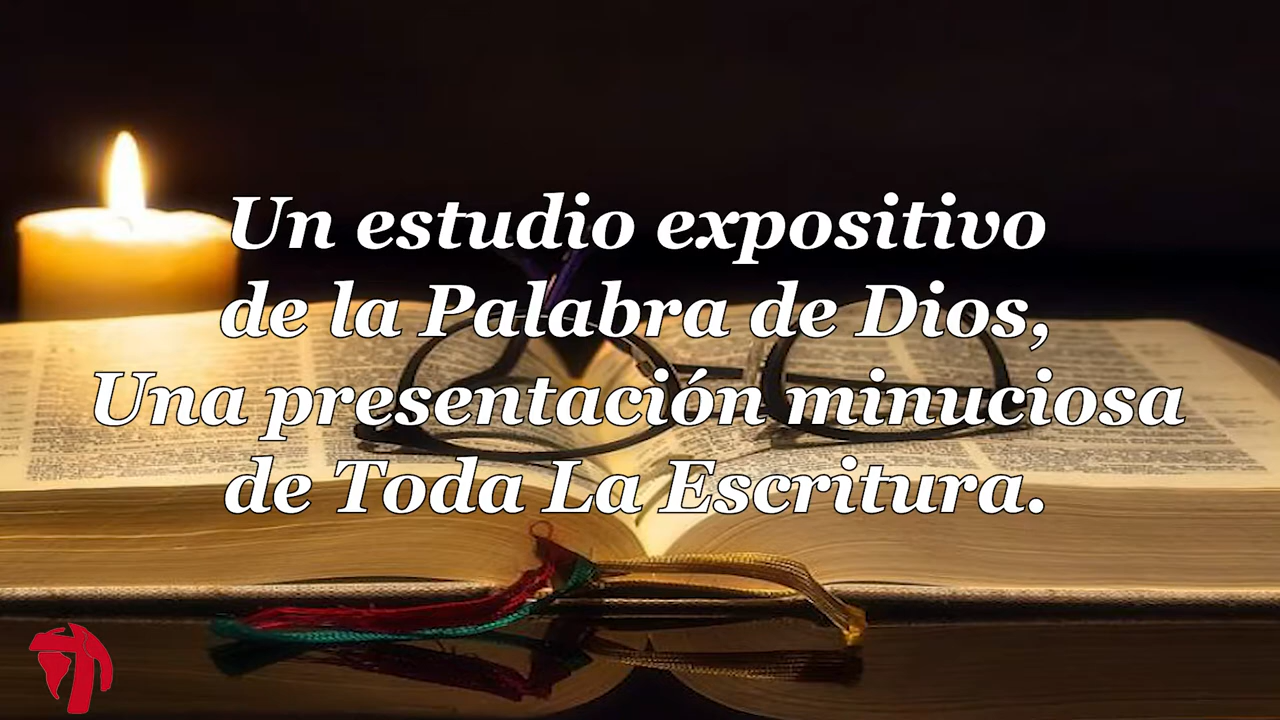 Un estudio expositivo
de la Palabra de Dios,
Una presentación minuciosa
de Toda La Escritura.